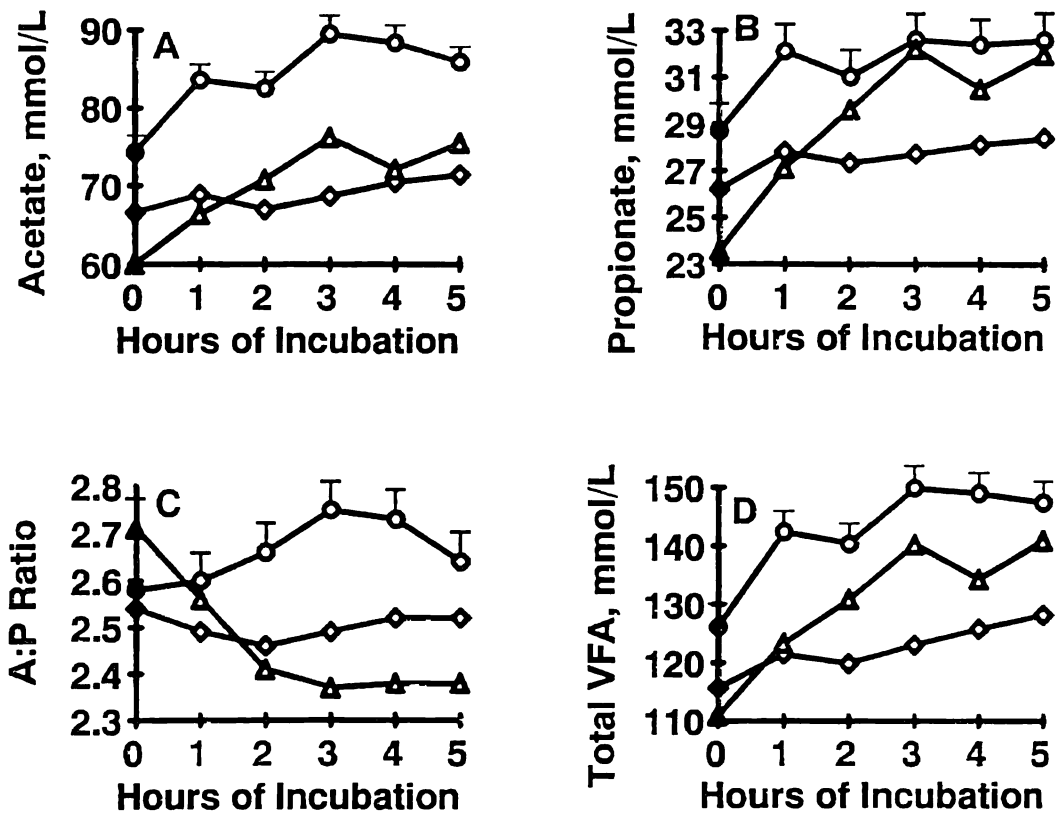 A
Acetate, mmol/L
90
80
70
60
0 1 2 3 4 5
Hours of Incubation
B
Propionate, mmol/L
33
31
29
27
25
23
0 1 2 3 4 5
Hours of Incubation
C
A:P Ratio
2.8
2.7
2.6
2.5
2.4
2.3
0 1 2 3 4 5
Hours of Incubation
D
Total VFA, mmol/L
150
140
130
120
110
0 1 2 3 4 5
Hours of Incubation